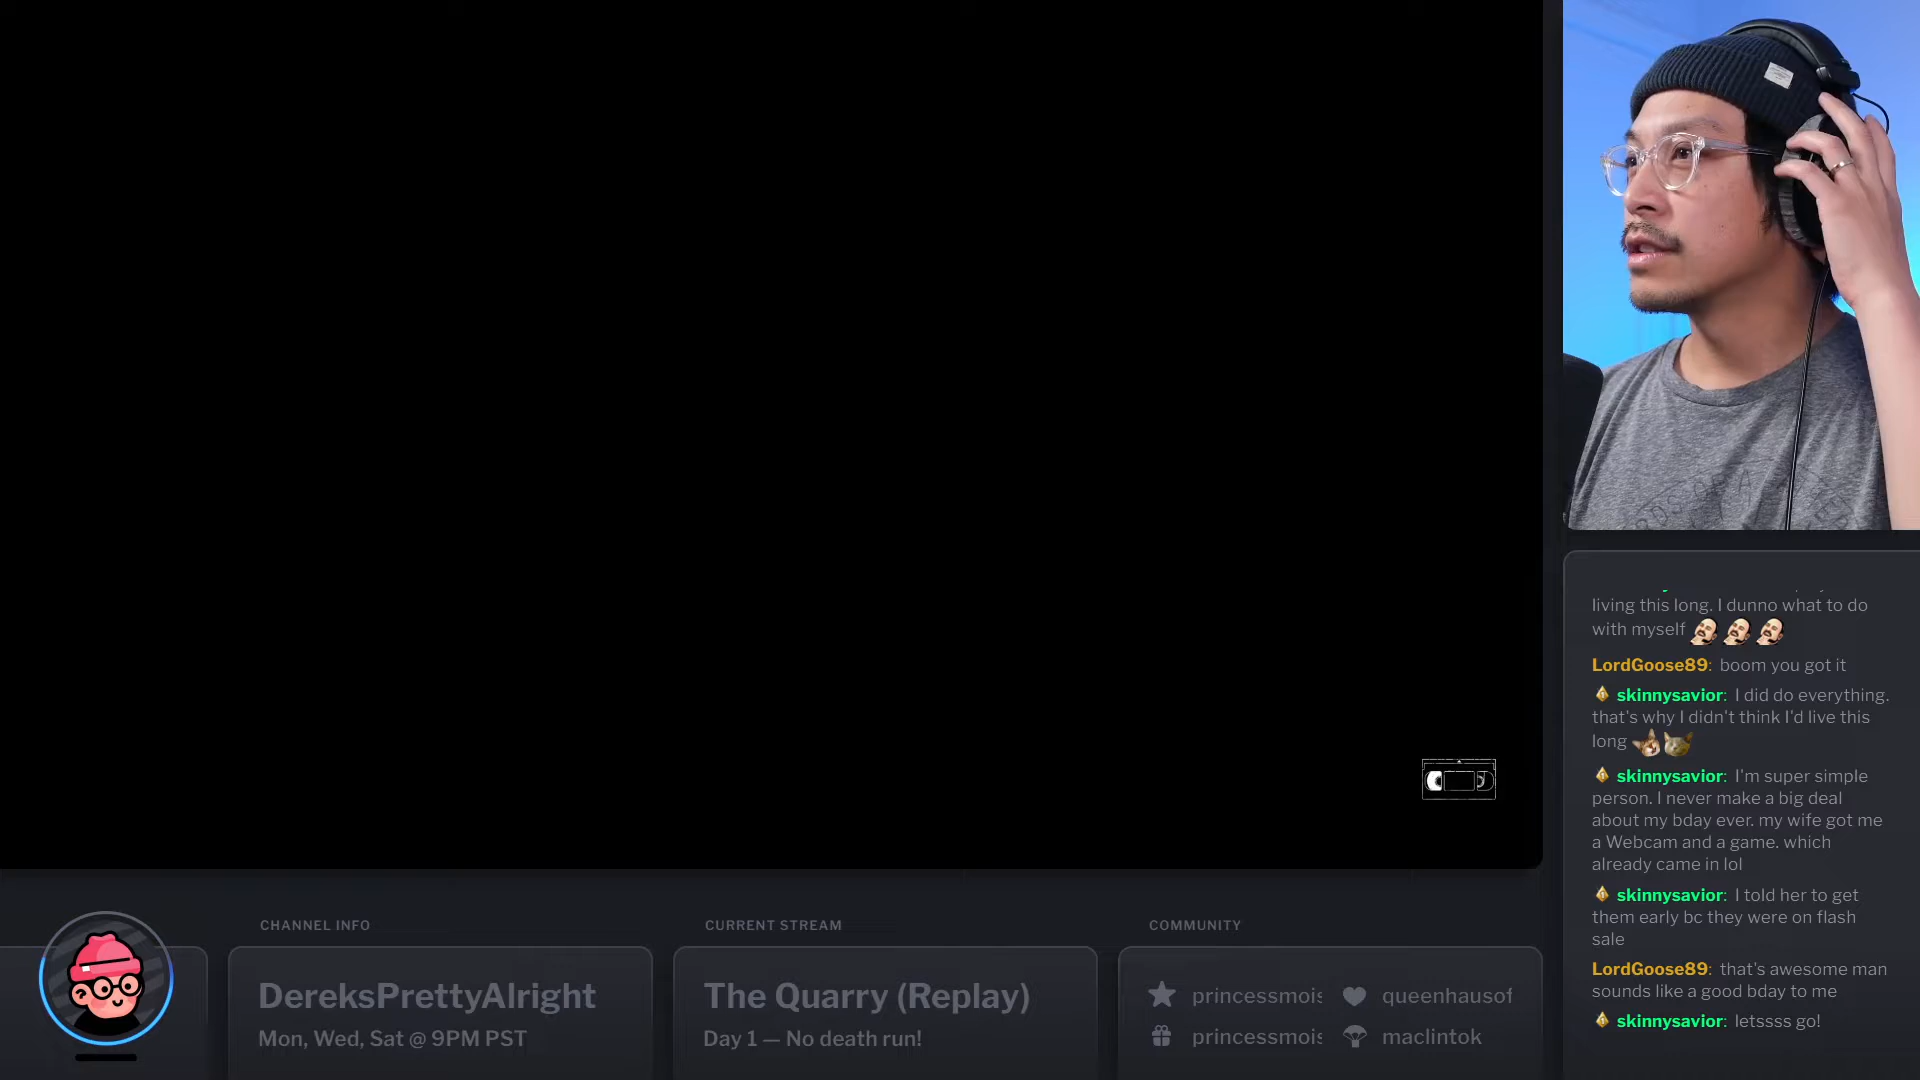 living this long. I dunno what to do
with myself
LordGoose89: boom you got it
skinnysavior: I did do everything.
that's why I didn't think I'd live this
long
skinnysavior: I'm super simple
person. I never make a big deal
about my bday ever. my wife got me
a Webcam and a game. which
already came in lol
skinnysavior: I told her to get
them early bc they were on flash
sale
LordGoose89: that's awesome man
sounds like a good bday to me
skinnysavior: letssss go!
CHANNEL INFO
DereksPrettyAlright
Mon, Wed, Sat @ 9PM PST
CURRENT STREAM
The Quarry (Replay)
Day 1 — No death run!
COMMUNITY
princessmois queenhausof
princessmois maclintok